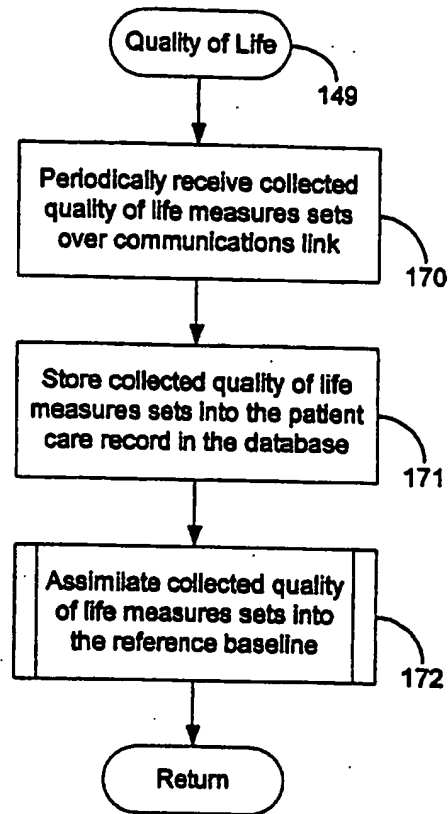 Quality of Life
149
Periodically receive collected
quality of life measures sets
over communications link
170
Store collected quality of life
measures sets into the patient
care record in the database
171
Assimilate collected quality
of life measures sets into
the reference baseline
172
Return